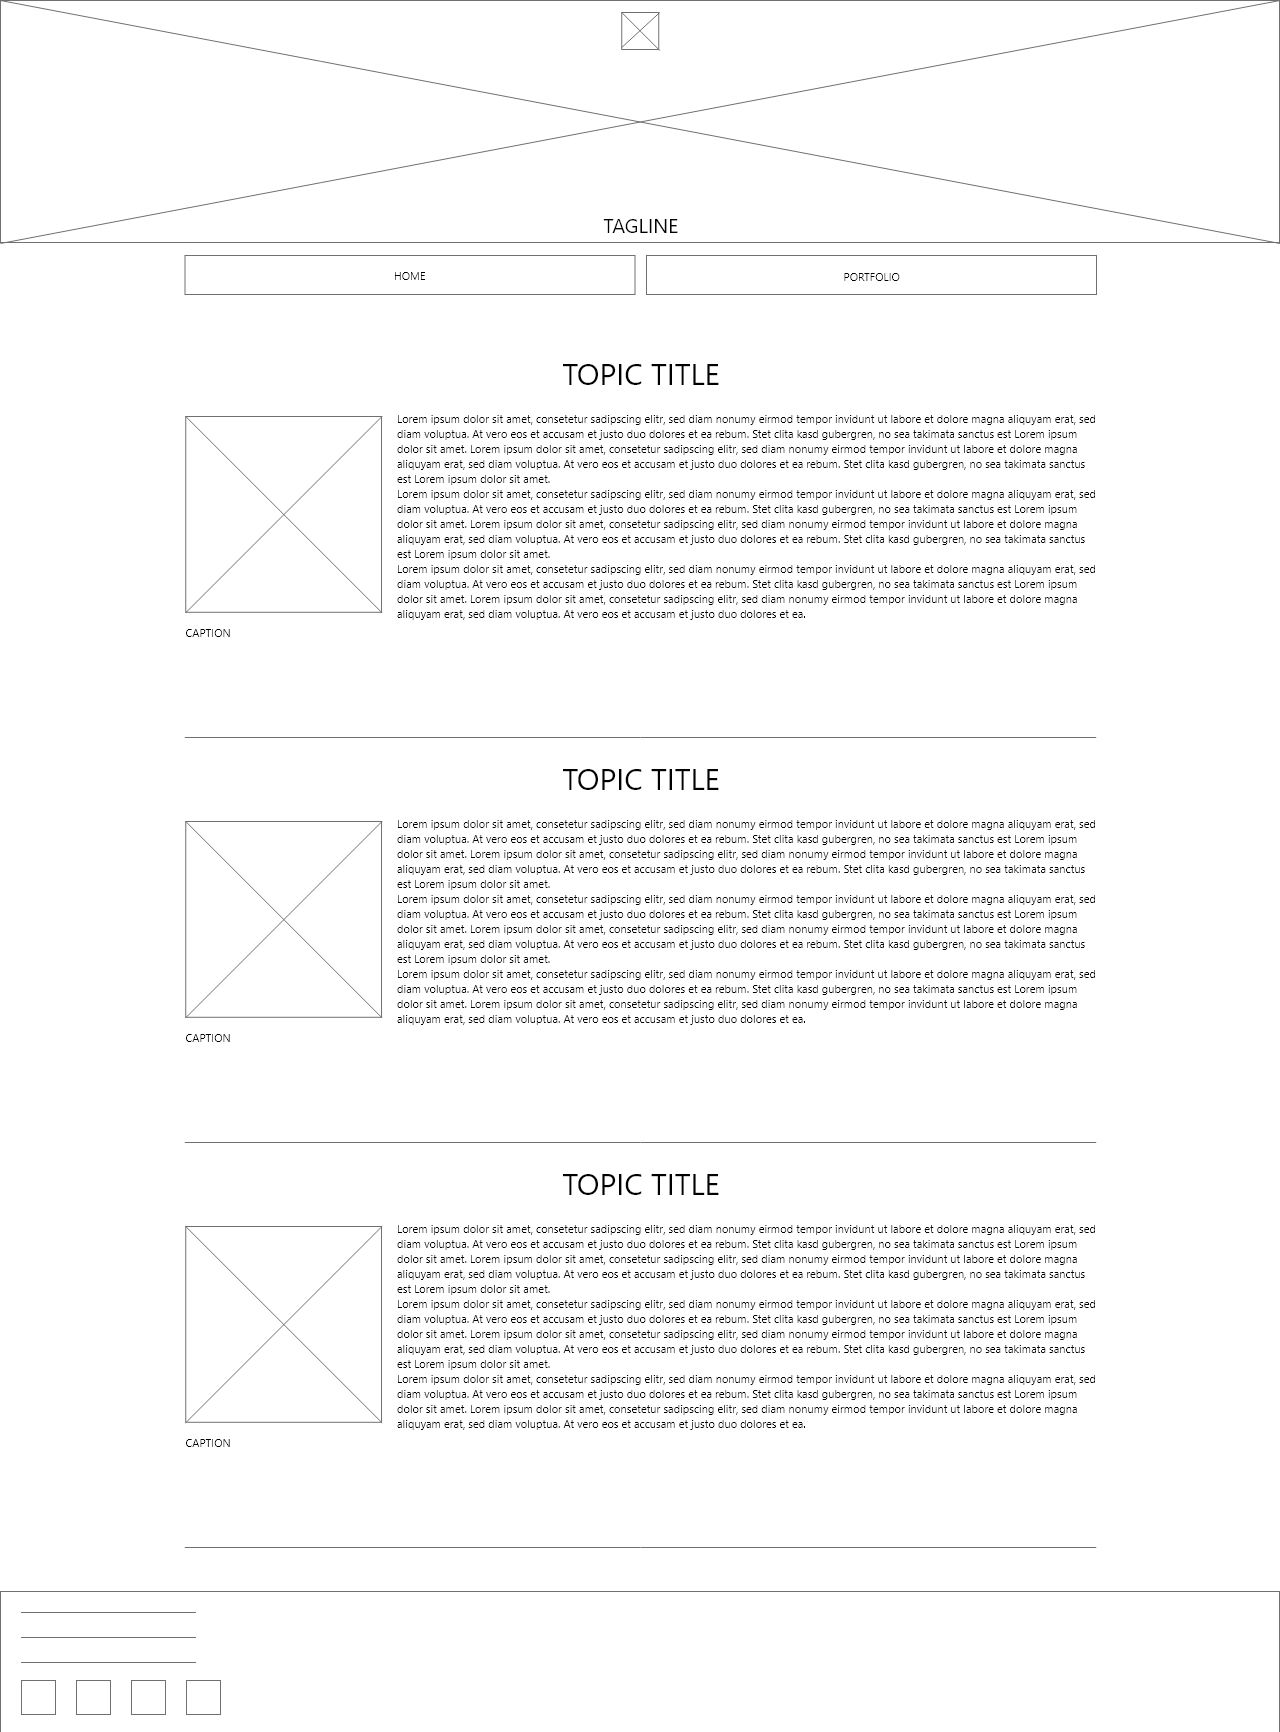 TAGLINE
HOME
PORTFOLIO
TOPIC TITLE
Lorem ipsum dolor sit amet, consetetur sadipscing elitr, sed diam nonumy eirmod tempor invidunt ut labore et dolore magna aliquyam erat, sed
diam voluptua. At vero eos et accusam et justo duo dolores et ea rebum. Stet clita kasd gubergren, no sea takimata sanctus est Lorem ipsum
dolor sit amet. Lorem ipsum dolor sit amet, consetetur sadipscing elitr, sed diam nonumy eirmod tempor invidunt ut labore et dolore magna
aliquyam erat, sed diam voluptua. At vero eos et accusam et justo duo dolores et ea rebum. Stet clita kasd gubergren, no sea takimata sanctus
est Lorem ipsum dolor sit amet.
Lorem ipsum dolor sit amet, consetetur sadipscing elitr, sed diam nonumy eirmod tempor invidunt ut labore et dolore magna aliquyam erat, sed
diam voluptua. At vero eos et accusam et justo duo dolores et ea rebum. Stet clita kasd gubergren, no sea takimata sanctus est Lorem ipsum
dolor sit amet. Lorem ipsum dolor sit amet, consetetur sadipscing elitr, sed diam nonumy eirmod tempor invidunt ut labore et dolore magna
aliquyam erat, sed diam voluptua. At vero eos et accusam et justo duo dolores et ea rebum. Stet clita kasd gubergren, no sea takimata sanctus
est Lorem ipsum dolor sit amet.
Lorem ipsum dolor sit amet, consetetur sadipscing elitr, sed diam nonumy eirmod tempor invidunt ut labore et dolore magna aliquyam erat, sed
diam voluptua. At vero eos et accusam et justo duo dolores et ea rebum. Stet clita kasd gubergren, no sea takimata sanctus est Lorem ipsum
dolor sit amet. Lorem ipsum dolor sit amet, consetetur sadipscing elitr, sed diam nonumy eirmod tempor invidunt ut labore et dolore magna
aliquyam erat, sed diam voluptua. At vero eos et accusam et justo duo dolores et ea.
CAPTION
TOPIC TITLE
Lorem ipsum dolor sit amet, consetetur sadipscing elitr, sed diam nonumy eirmod tempor invidunt ut labore et dolore magna aliquyam erat, sed
diam voluptua. At vero eos et accusam et justo duo dolores et ea rebum. Stet clita kasd gubergren, no sea takimata sanctus est Lorem ipsum
dolor sit amet. Lorem ipsum dolor sit amet, consetetur sadipscing elitr, sed diam nonumy eirmod tempor invidunt ut labore et dolore magna
aliquyam erat, sed diam voluptua. At vero eos et accusam et justo duo dolores et ea rebum. Stet clita kasd gubergren, no sea takimata sanctus
est Lorem ipsum dolor sit amet.
Lorem ipsum dolor sit amet, consetetur sadipscing elitr, sed diam nonumy eirmod tempor invidunt ut labore et dolore magna aliquyam erat, sed
diam voluptua. At vero eos et accusam et justo duo dolores et ea rebum. Stet clita kasd gubergren, no sea takimata sanctus est Lorem ipsum
dolor sit amet. Lorem ipsum dolor sit amet, consetetur sadipscing elitr, sed diam nonumy eirmod tempor invidunt ut labore et dolore magna
aliquyam erat, sed diam voluptua. At vero eos et accusam et justo duo dolores et ea rebum. Stet clita kasd gubergren, no sea takimata sanctus
est Lorem ipsum dolor sit amet.
Lorem ipsum dolor sit amet, consetetur sadipscing elitr, sed diam nonumy eirmod tempor invidunt ut labore et dolore magna aliquyam erat, sed
diam voluptua. At vero eos et accusam et justo duo dolores et ea rebum. Stet clita kasd gubergren, no sea takimata sanctus est Lorem ipsum
dolor sit amet. Lorem ipsum dolor sit amet, consetetur sadipscing elitr, sed diam nonumy eirmod tempor invidunt ut labore et dolore magna
aliquyam erat, sed diam voluptua. At vero eos et accusam et justo duo dolores et ea.
CAPTION
TOPIC TITLE
Lorem ipsum dolor sit amet, consetetur sadipscing elitr, sed diam nonumy eirmod tempor invidunt ut labore et dolore magna aliquyam erat, sed
diam voluptua. At vero eos et accusam et justo duo dolores et ea rebum. Stet clita kasd gubergren, no sea takimata sanctus est Lorem ipsum
dolor sit amet. Lorem ipsum dolor sit amet, consetetur sadipscing elitr, sed diam nonumy eirmod tempor invidunt ut labore et dolore magna
aliquyam erat, sed diam voluptua. At vero eos et accusam et justo duo dolores et ea rebum. Stet clita kasd gubergren, no sea takimata sanctus
est Lorem ipsum dolor sit amet.
Lorem ipsum dolor sit amet, consetetur sadipscing elitr, sed diam nonumy eirmod tempor invidunt ut labore et dolore magna aliquyam erat, sed
diam voluptua. At vero eos et accusam et justo duo dolores et ea rebum. Stet clita kasd gubergren, no sea takimata sanctus est Lorem ipsum
dolor sit amet. Lorem ipsum dolor sit amet, consetetur sadipscing elitr, sed diam nonumy eirmod tempor invidunt ut labore et dolore magna
aliquyam erat, sed diam voluptua. At vero eos et accusam et justo duo dolores et ea rebum. Stet clita kasd gubergren, no sea takimata sanctus
est Lorem ipsum dolor sit amet.
Lorem ipsum dolor sit amet, consetetur sadipscing elitr, sed diam nonumy eirmod tempor invidunt ut labore et dolore magna aliquyam erat, sed
diam voluptua. At vero eos et accusam et justo duo dolores et ea rebum. Stet clita kasd gubergren, no sea takimata sanctus est Lorem ipsum
dolor sit amet. Lorem ipsum dolor sit amet, consetetur sadipscing elitr, sed diam nonumy eirmod tempor invidunt ut labore et dolore magna
aliquyam erat, sed diam voluptua. At vero eos et accusam et justo duo dolores et ea.
CAPTION